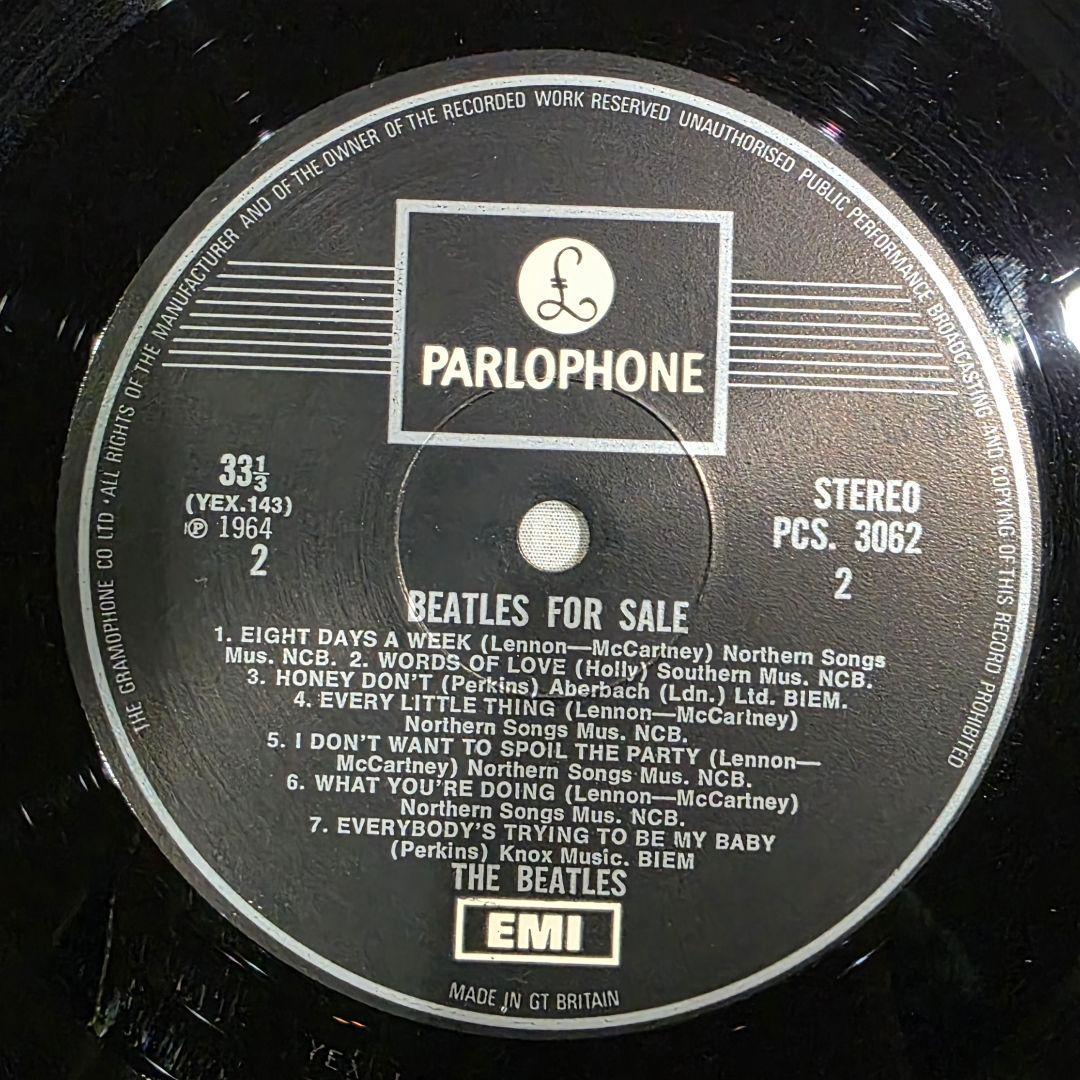 THE GRAMOPHONE CO LTD · ALL RIGHTS OF THE MANUFACTURER AND OF THE OWNER OF THE RECORDED WORK RESERVED UNAUTHORISED PUBLIC PERFORMANCE BROADCASTING AND COPYING OF THIS RECORD PROHIBITED
£
PARLOPHONE
33⅓
(YEX.143)
℗ 1964
2
STEREO
PCS. 3062
2
BEATLES FOR SALE
1. EIGHT DAYS A WEEK (Lennon—McCartney) Northern Songs
Mus. NCB. 2. WORDS OF LOVE (Holly) Southern Mus. NCB.
3. HONEY DON'T (Perkins) Aberbach (Ldn.) Ltd. BIEM.
4. EVERY LITTLE THING (Lennon—McCartney)
Northern Songs Mus. NCB.
5. I DON'T WANT TO SPOIL THE PARTY (Lennon—
McCartney) Northern Songs Mus. NCB.
6. WHAT YOU'RE DOING (Lennon—McCartney)
Northern Songs Mus. NCB.
7. EVERYBODY'S TRYING TO BE MY BABY
(Perkins) Knox Music. BIEM
THE BEATLES
EMI
MADE IN GT BRITAIN
YEX